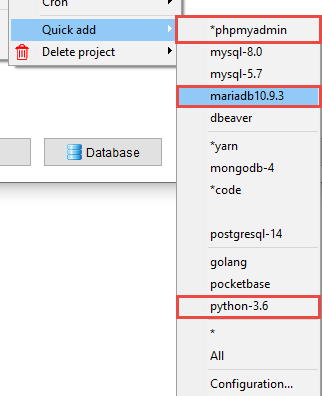 Cron
Quick add
Delete project
Database
*phpmyadmin
mysql-8.0
mysql-5.7
mariadb10.9.3
dbeaver
*yarn
mongodb-4
*code
postgresql-14
golang
pocketbase
python-3.6
*
All
Configuration...